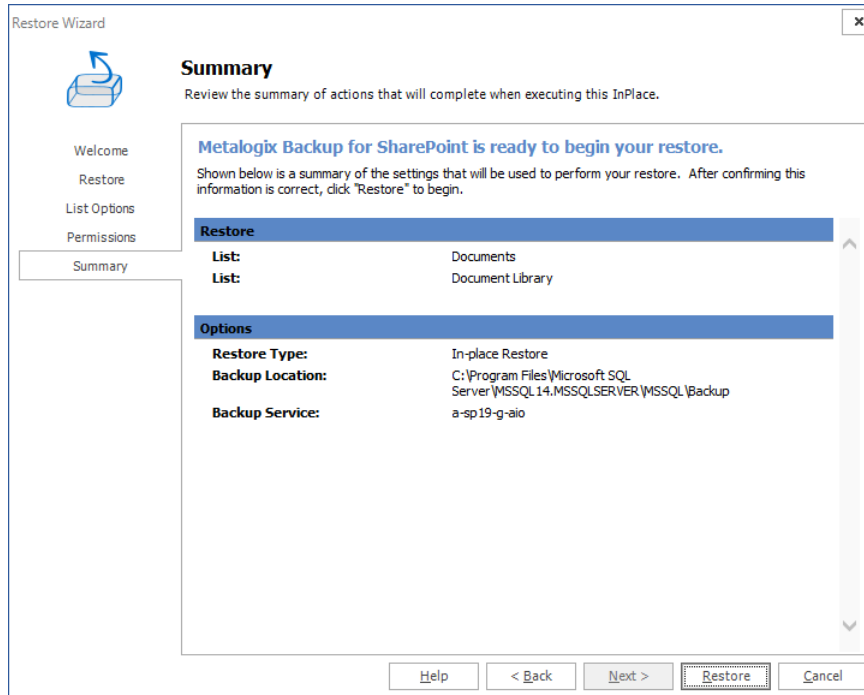 Restore Wizard
Summary
Review the summary of actions that will complete when executing this InPlace.
Welcome
Restore
List Options
Permissions
Summary
Metalogix Backup for SharePoint is ready to begin your restore.
Shown below is a summary of the settings that will be used to perform your restore. After confirming this
information is correct, click "Restore" to begin.
Restore
List: Documents
List: Document Library
Options
Restore Type: In-place Restore
Backup Location: C:\Program Files\Microsoft SQL
Server\MSSQL14.MSSQLSERVER\MSSQL\Backup
Backup Service: a-sp19-g-aio
Help < Back Next > Restore Cancel